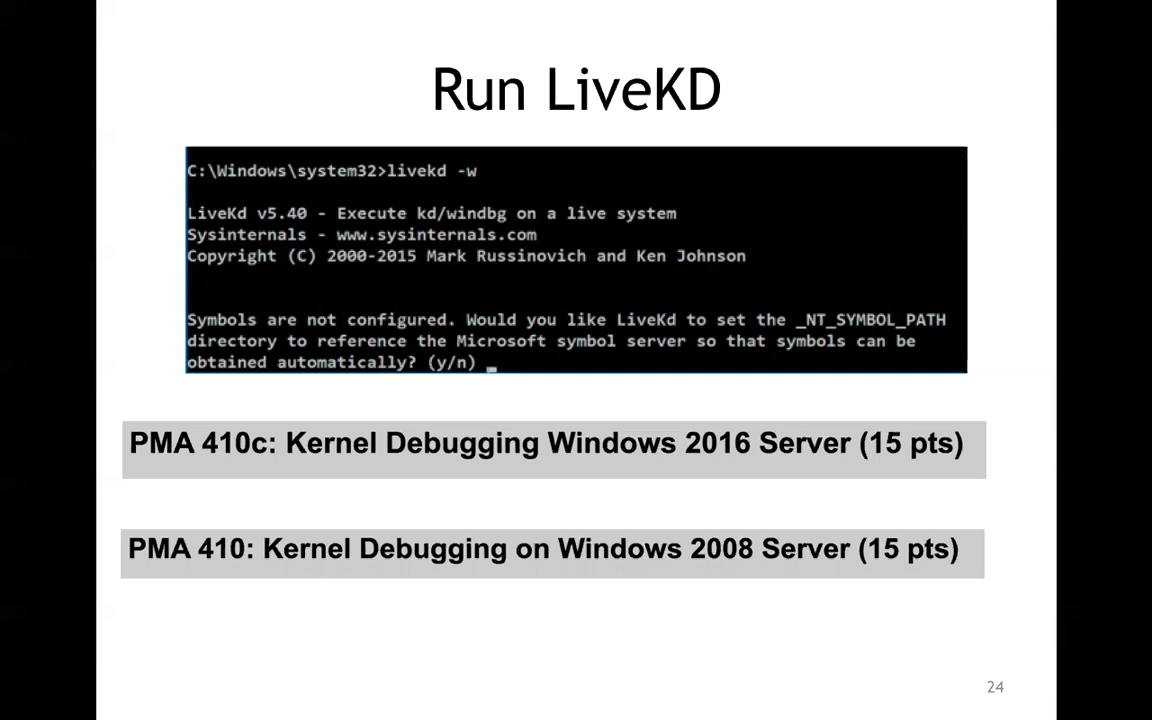 Run LiveKD
C:\Windows\system32>livekd -w
LiveKd v5.40 - Execute kd/windbg on a live system
Sysinternals - www.sysinternals.com
Copyright (C) 2000-2015 Mark Russinovich and Ken Johnson
Symbols are not configured. Would you like LiveKd to set the _NT_SYMBOL_PATH
directory to reference the Microsoft symbol server so that symbols can be
obtained automatically? (y/n) _
PMA 410c: Kernel Debugging Windows 2016 Server (15 pts)
PMA 410: Kernel Debugging on Windows 2008 Server (15 pts)
24